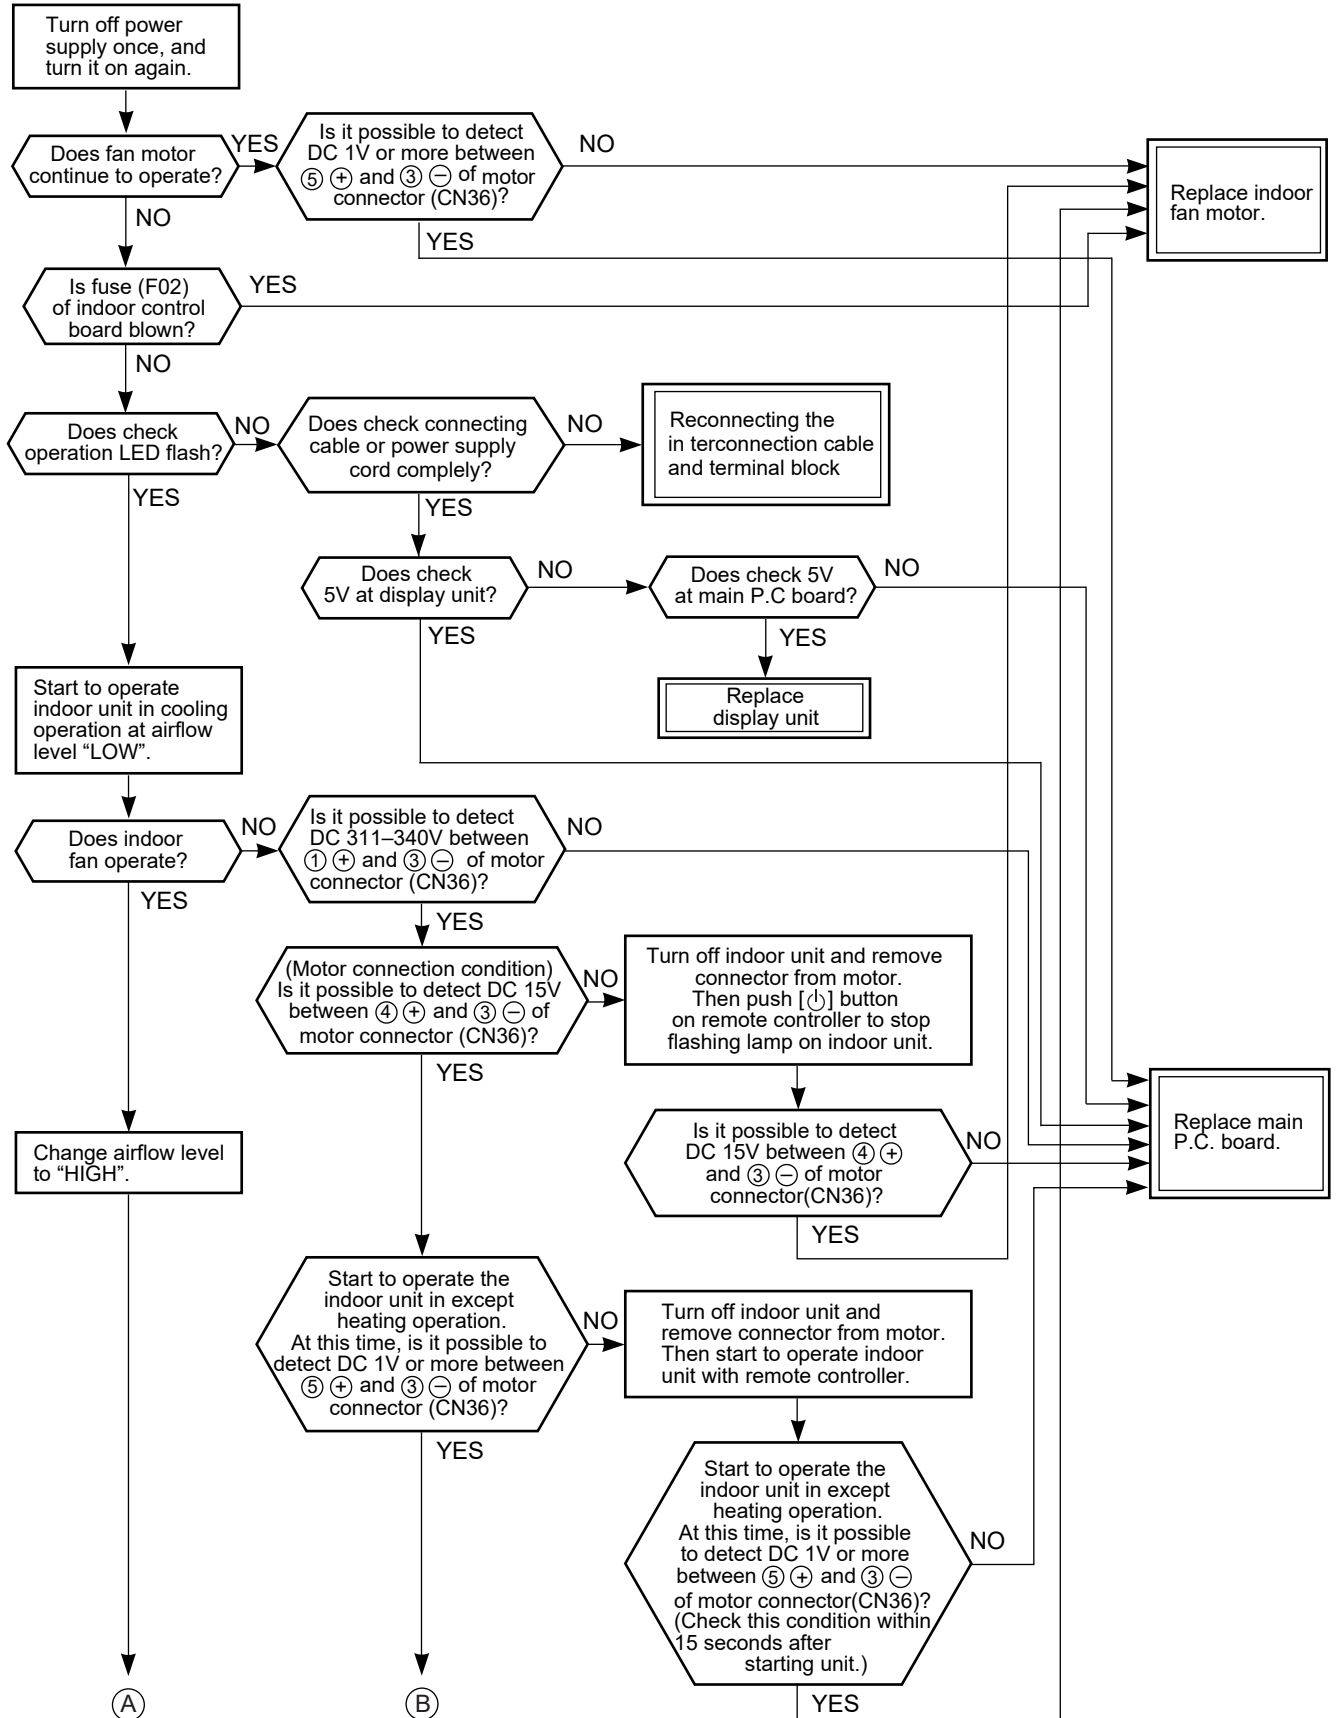 Turn off power
supply once, and
turn it on again.
Does fan motor
continue to operate?
YES
NO
Is it possible to detect
DC 1V or more between
⑤ ⊕ and ③ ⊖ of motor
connector (CN36)?
NO
YES
Replace indoor
fan motor.
Is fuse (F02)
of indoor control
board blown?
YES
NO
Does check
operation LED flash?
NO
YES
Does check connecting
cable or power supply
cord complely?
NO
YES
Reconnecting the
in terconnection cable
and terminal block
Does check
5V at display unit?
NO
YES
Does check 5V
at main P.C board?
NO
YES
Replace
display unit
Start to operate
indoor unit in cooling
operation at airflow
level “LOW”.
Does indoor
fan operate?
NO
YES
Is it possible to detect
DC 311–340V between
① ⊕ and ③ ⊖ of motor
connector (CN36)?
NO
YES
(Motor connection condition)
Is it possible to detect DC 15V
between ④ ⊕ and ③ ⊖ of
motor connector (CN36)?
NO
YES
Turn off indoor unit and remove
connector from motor.
Then push [⏻] button
on remote controller to stop
flashing lamp on indoor unit.
Is it possible to detect
DC 15V between ④ ⊕
and ③ ⊖ of motor
connector(CN36)?
NO
YES
Replace main
P.C. board.
Change airflow level
to “HIGH”.
Start to operate the
indoor unit in except
heating operation.
At this time, is it possible to
detect DC 1V or more between
⑤ ⊕ and ③ ⊖ of motor
connector (CN36)?
NO
YES
Turn off indoor unit and
remove connector from motor.
Then start to operate indoor
unit with remote controller.
Start to operate the
indoor unit in except
heating operation.
At this time, is it possible
to detect DC 1V or more
between ⑤ ⊕ and ③ ⊖
of motor connector(CN36)?
(Check this condition within
15 seconds after
starting unit.)
NO
YES
Ⓐ
Ⓑ